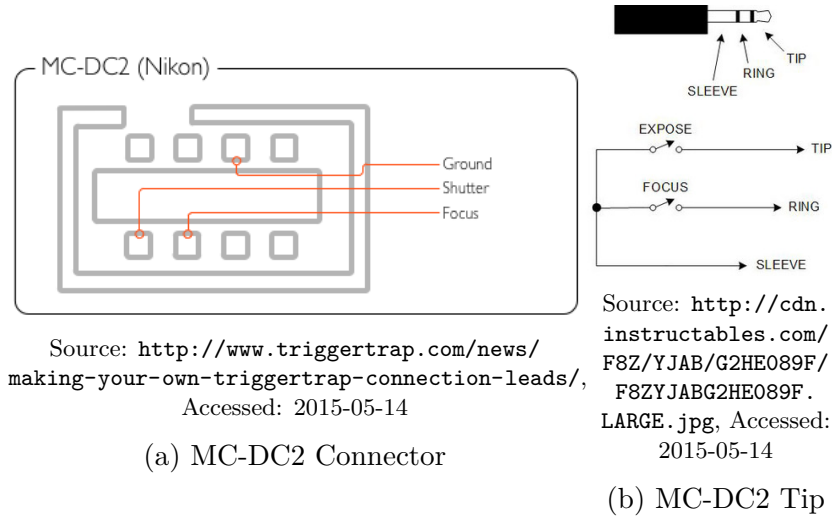 MC-DC2 (Nikon)
Ground
Shutter
Focus
Source: http://www.triggertrap.com/news/
making-your-own-triggertrap-connection-leads/,
Accessed: 2015-05-14
(a) MC-DC2 Connector
TIP
RING
SLEEVE
EXPOSE
TIP
FOCUS
RING
SLEEVE
Source: http://cdn.
instructables.com/
F8Z/YJAB/G2HE089F/
F8ZYJABG2HE089F.
LARGE.jpg, Accessed:
2015-05-14
(b) MC-DC2 Tip